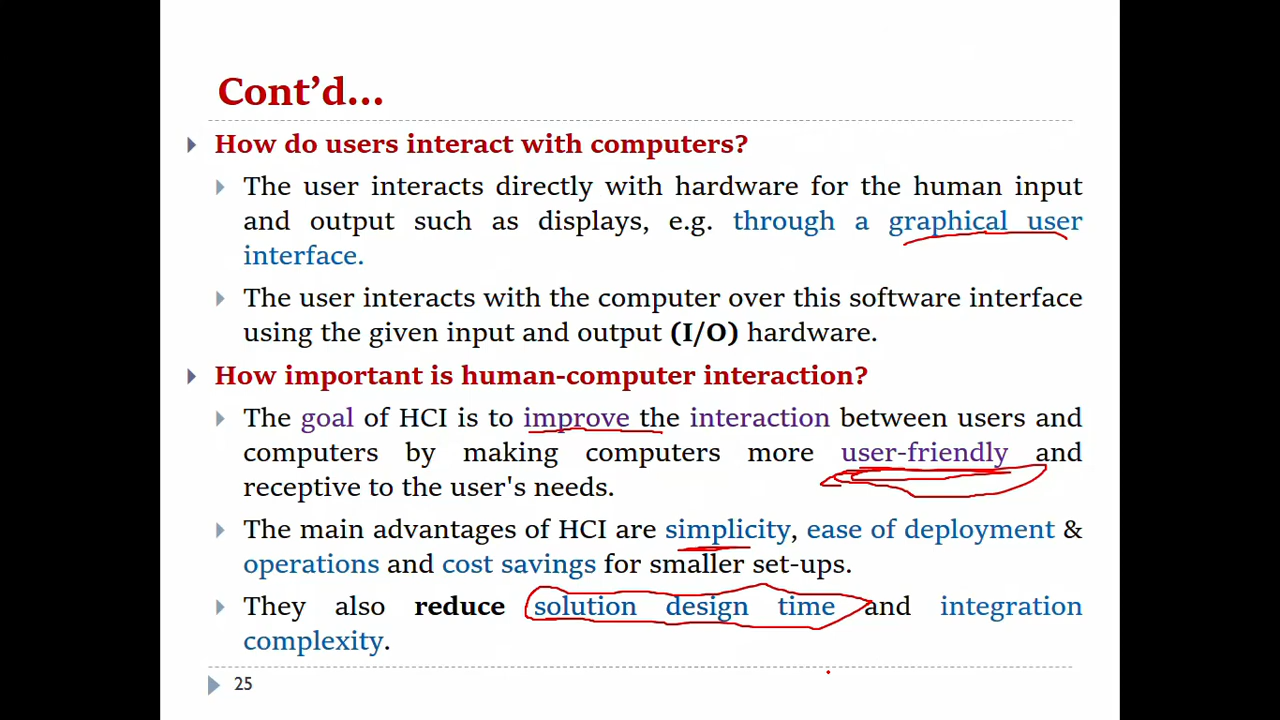 Cont’d…
How do users interact with computers?
The user interacts directly with hardware for the human input
and output such as displays, e.g. through a graphical user
interface.
The user interacts with the computer over this software interface
using the given input and output (I/O) hardware.
How important is human-computer interaction?
The goal of HCI is to improve the interaction between users and
computers by making computers more user-friendly and
receptive to the user's needs.
The main advantages of HCI are simplicity, ease of deployment &
operations and cost savings for smaller set-ups.
They also reduce solution design time and integration
complexity.
25